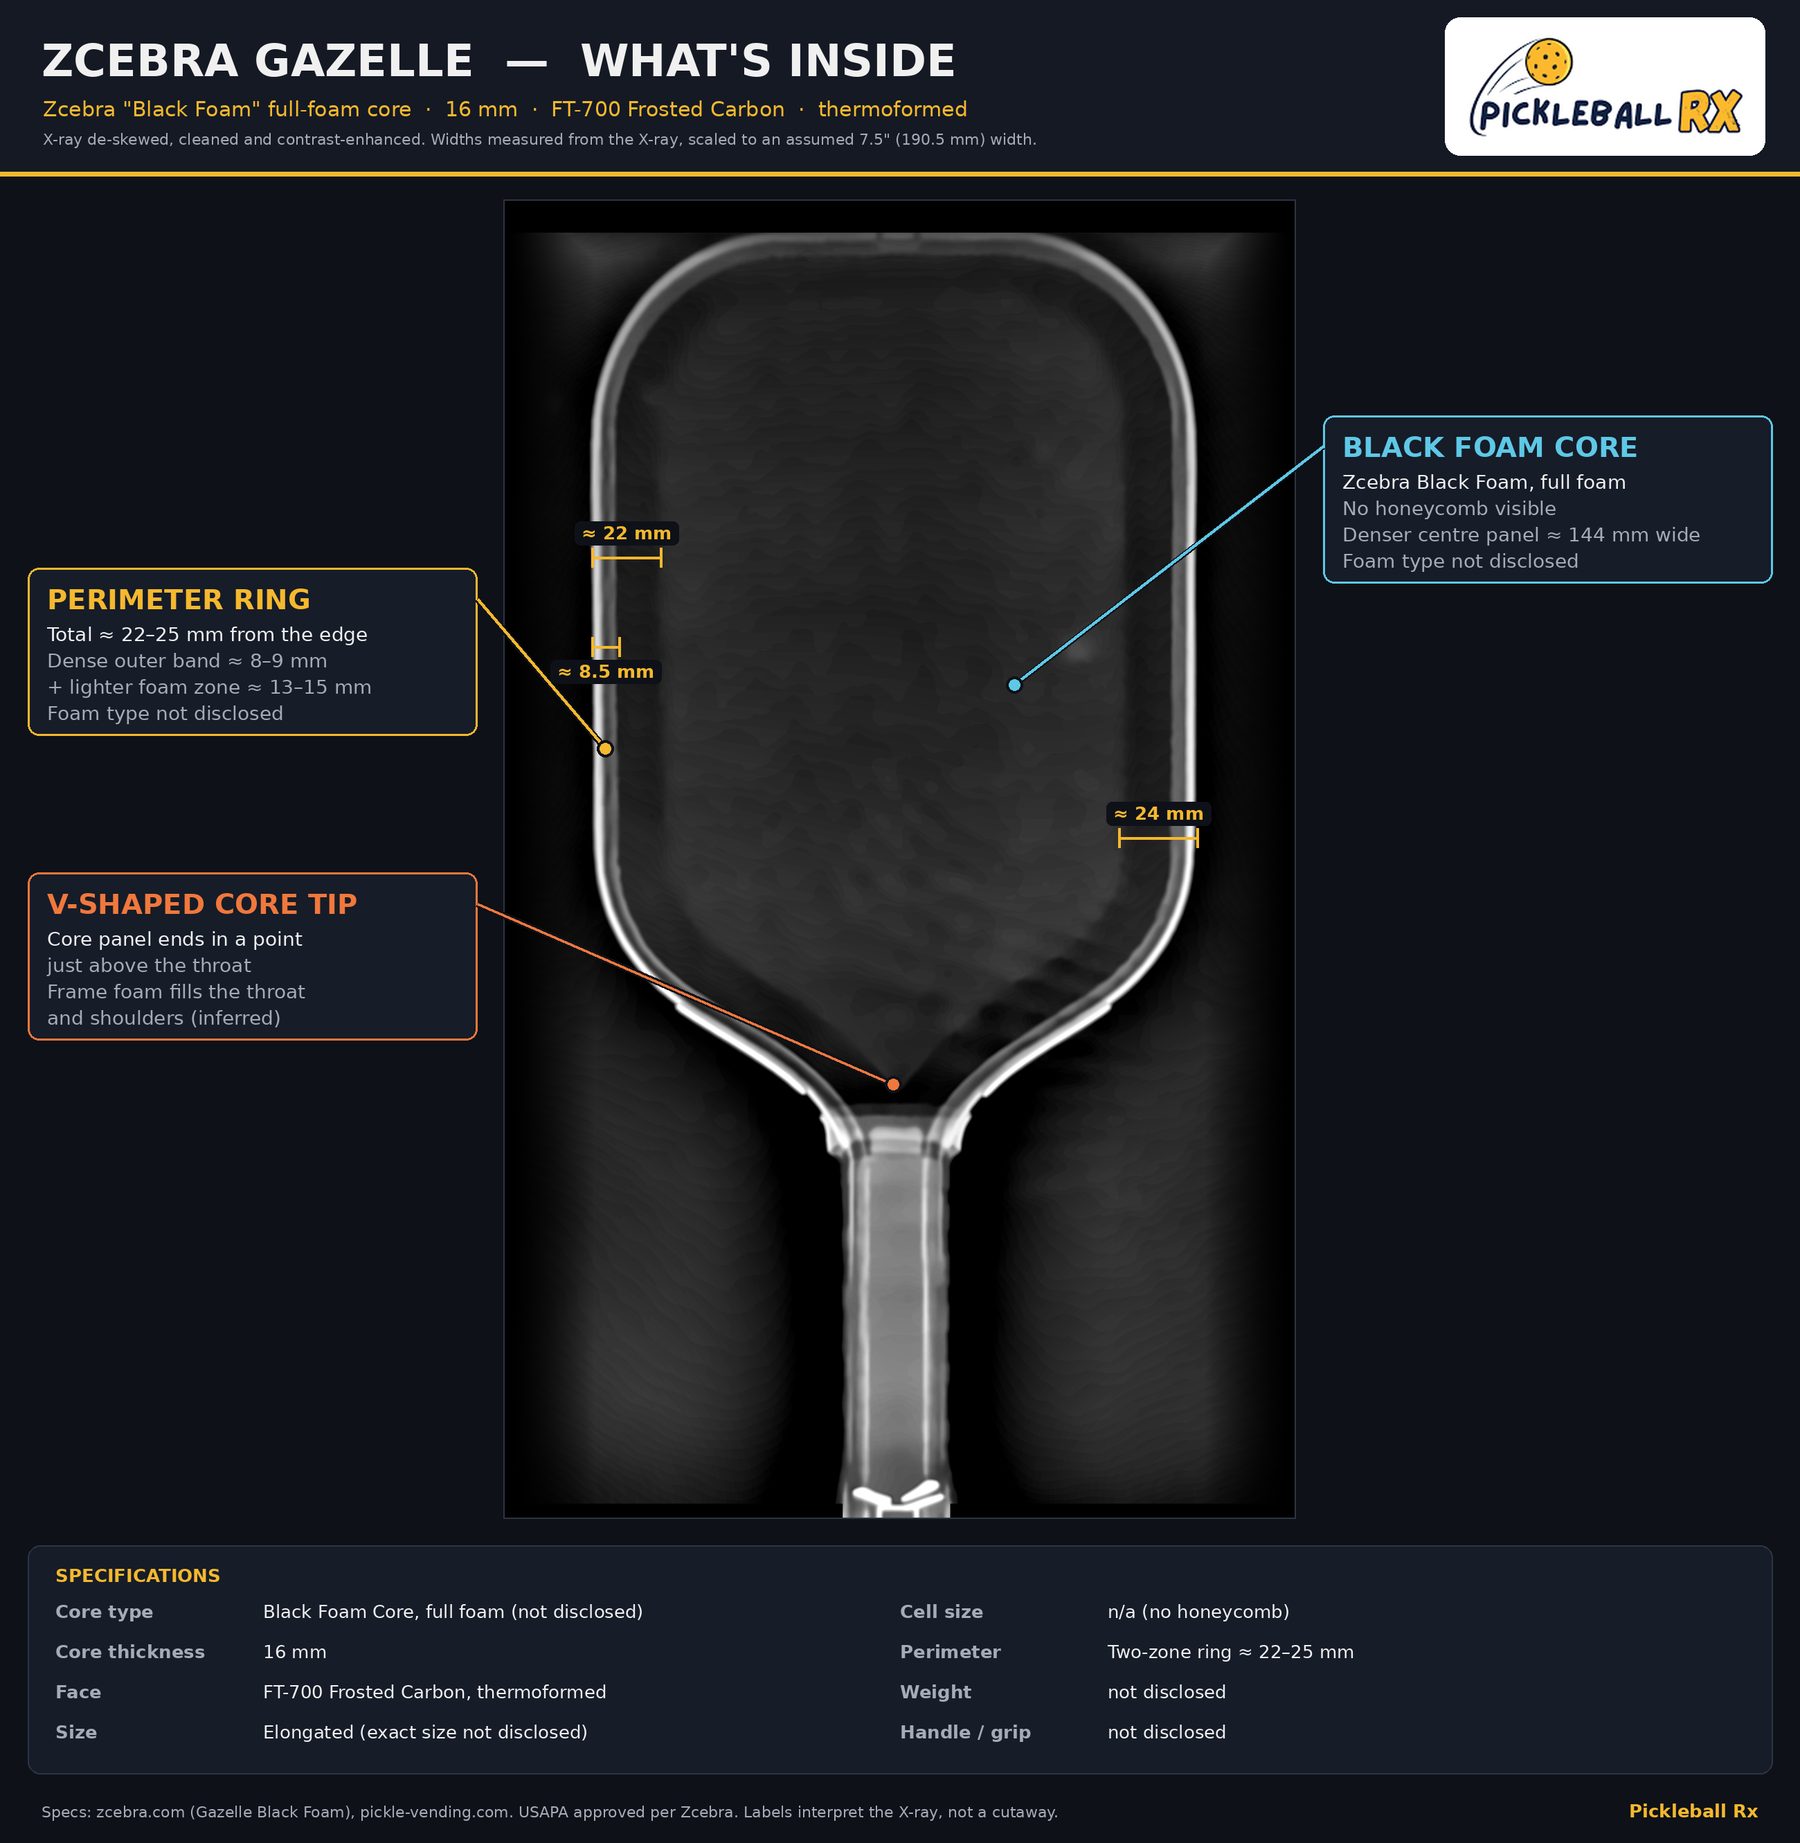 ZCEBRA GAZELLE — WHAT'S INSIDE
Zcebra "Black Foam" full-foam core · 16 mm · FT-700 Frosted Carbon · thermoformed
X-ray de-skewed, cleaned and contrast-enhanced. Widths measured from the X-ray, scaled to an assumed 7.5" (190.5 mm) width.
PICKLEBALL RX
BLACK FOAM CORE
Zcebra Black Foam, full foam
No honeycomb visible
Denser centre panel ≈ 144 mm wide
Foam type not disclosed
≈ 22 mm
PERIMETER RING
Total ≈ 22–25 mm from the edge
Dense outer band ≈ 8–9 mm
+ lighter foam zone ≈ 13–15 mm
Foam type not disclosed
≈ 8.5 mm
≈ 24 mm
V-SHAPED CORE TIP
Core panel ends in a point
just above the throat
Frame foam fills the throat
and shoulders (inferred)
SPECIFICATIONS
Core type Black Foam Core, full foam (not disclosed)
Core thickness 16 mm
Face FT-700 Frosted Carbon, thermoformed
Size Elongated (exact size not disclosed)
Cell size n/a (no honeycomb)
Perimeter Two-zone ring ≈ 22–25 mm
Weight not disclosed
Handle / grip not disclosed
Specs: zcebra.com (Gazelle Black Foam), pickle-vending.com. USAPA approved per Zcebra. Labels interpret the X-ray, not a cutaway.
Pickleball Rx